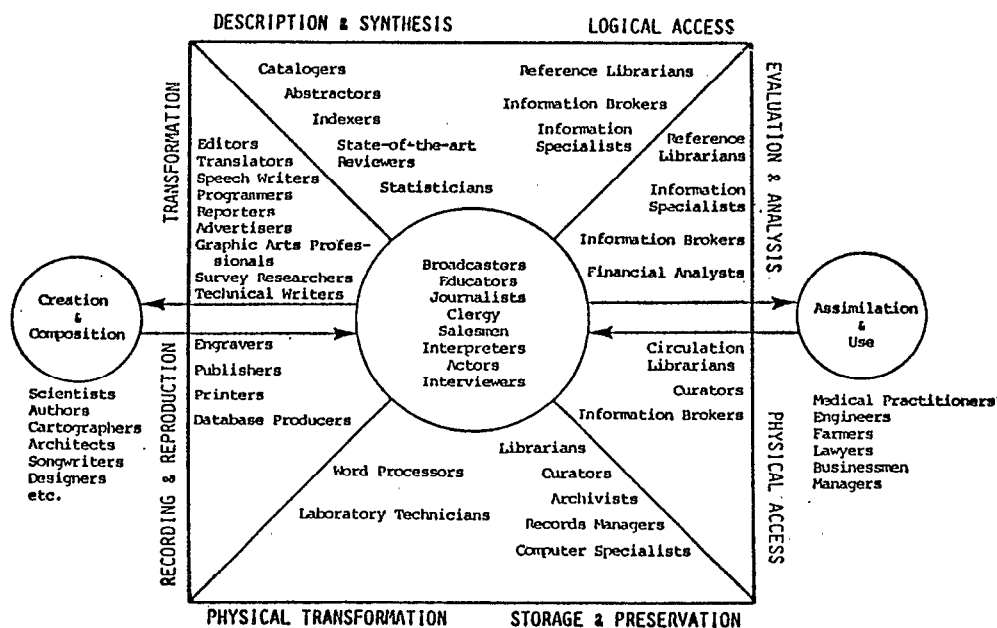 DESCRIPTION & SYNTHESIS
LOGICAL ACCESS
TRANSFORMATION
EVALUATION & ANALYSIS
Catalogers
Abstractors
Indexers
State-of-the-art
Reviewers
Statisticians
Reference Librarians
Information Brokers
Information
Specialists
Editors
Translators
Speech Writers
Programmers
Reporters
Advertisers
Graphic Arts Profes-
sionals
Survey Researchers
Technical Writers
Reference
Librarians
Information
Specialists
Information Brokers
Financial Analysts
Creation
&
Composition
Scientists
Authors
Cartographers
Architects
Songwriters
Designers
etc.
Broadcasters
Educators
Journalists
Clergy
Salesmen
Interpreters
Actors
Interviewers
Assimilation
&
Use
Medical Practitioners
Engineers
Farmers
Lawyers
Businessmen
Managers
RECORDING & REPRODUCTION
Engravers
Publishers
Printers
Database Producers
Circulation
Librarians
Curators
Information Brokers
PHYSICAL ACCESS
Word Processors
Laboratory Technicians
Librarians
Curators
Archivists
Records Managers
Computer Specialists
PHYSICAL TRANSFORMATION
STORAGE & PRESERVATION